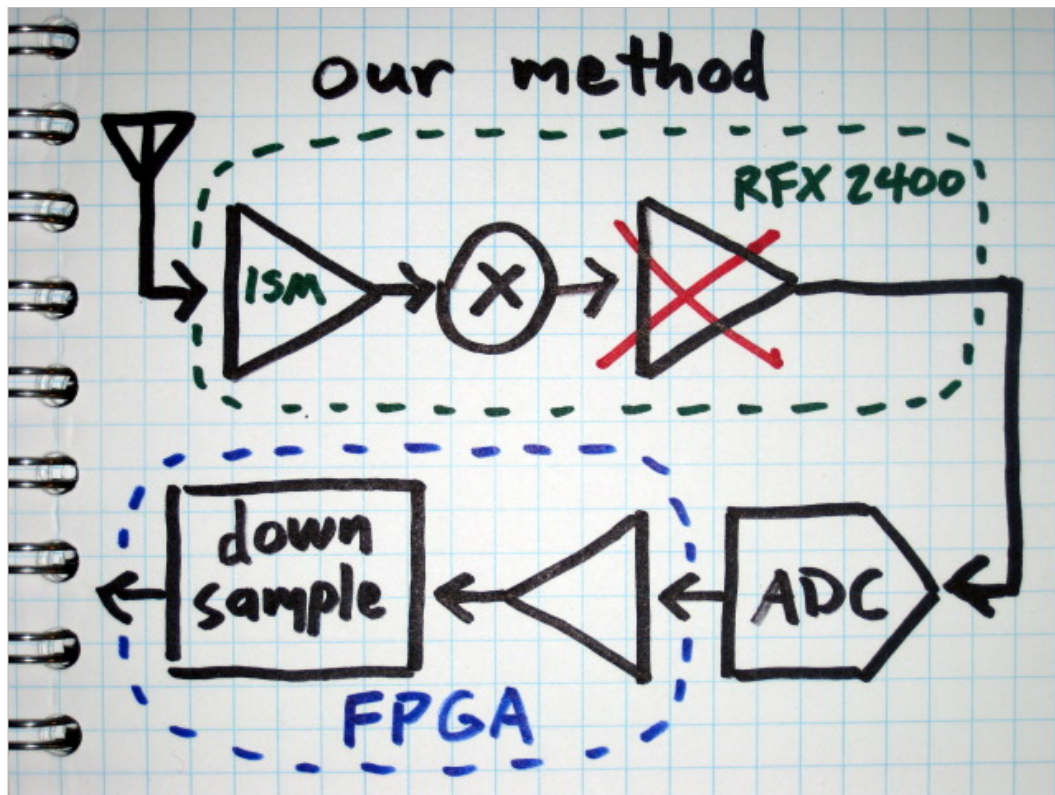 our method
RFX 2400
ISM
X
down
sample
ADC
FPGA